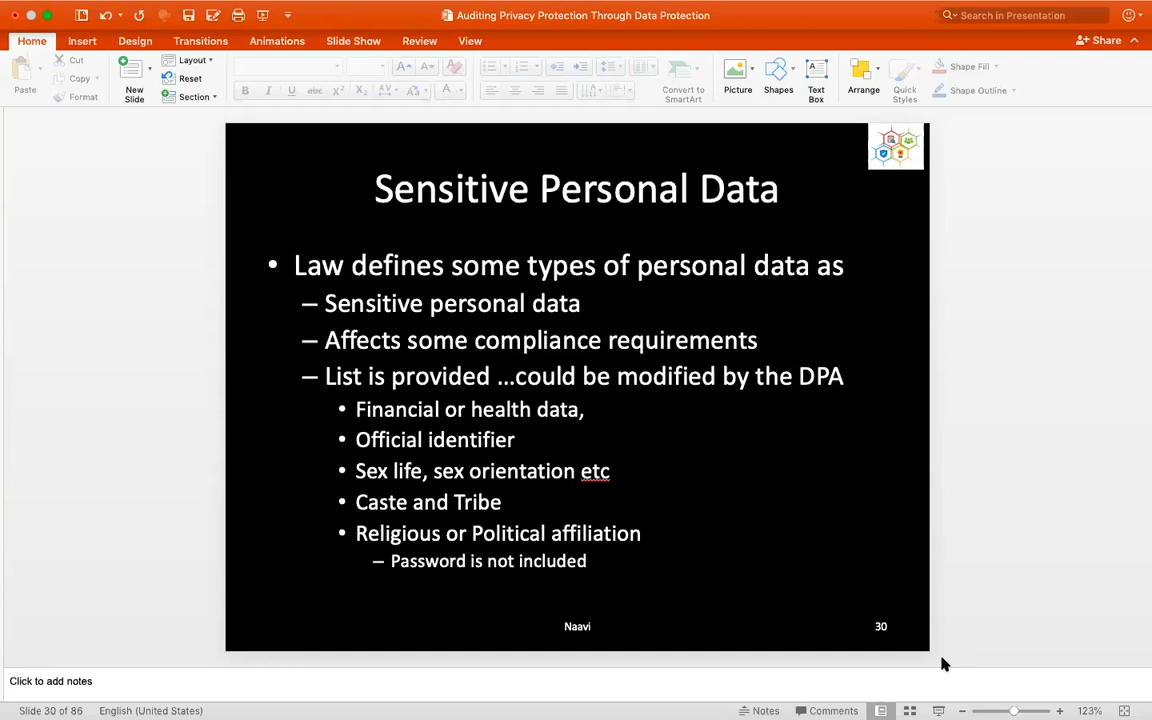 Auditing Privacy Protection Through Data Protection
Search in Presentation
Home Insert Design Transitions Animations Slide Show Review View
Share
Paste
Cut
Copy
Format
New Slide
Layout
Reset
Section
B I U abc X² X₂ AV Aa A
Convert to SmartArt
Picture
Shapes
Text Box
Arrange
Quick Styles
Shape Fill
Shape Outline
Sensitive Personal Data
• Law defines some types of personal data as
– Sensitive personal data
– Affects some compliance requirements
– List is provided ...could be modified by the DPA
• Financial or health data,
• Official identifier
• Sex life, sex orientation etc
• Caste and Tribe
• Religious or Political affiliation
– Password is not included
Naavi
30
Click to add notes
Slide 30 of 86
English (United States)
Notes
Comments
123%